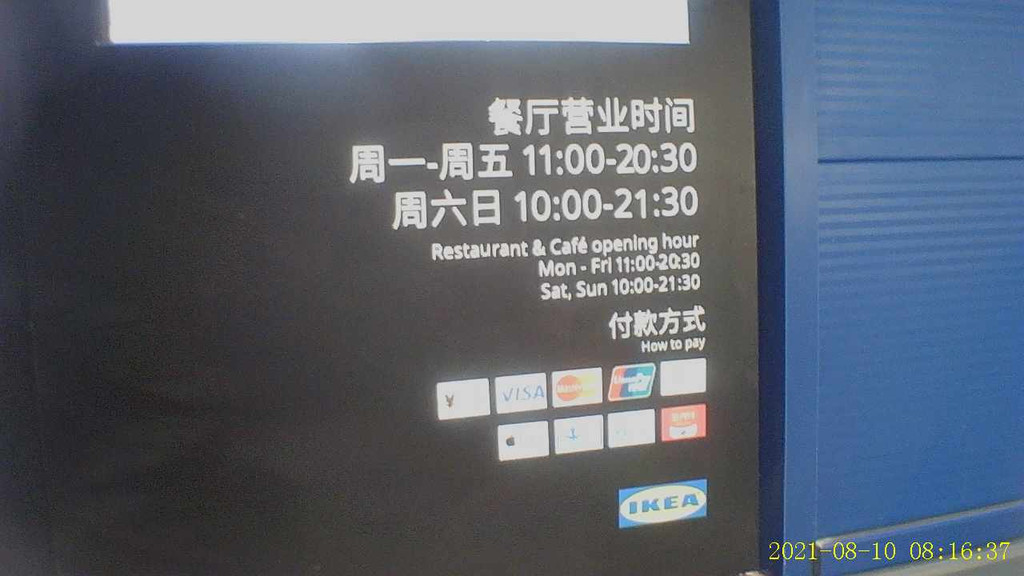 餐厅营业时间
周一-周五 11:00-20:30
周六日 10:00-21:30
Restaurant & Café opening hour
Mon - Fri 11:00-20:30
Sat, Sun 10:00-21:30
付款方式
How to pay
¥ VISA MasterCard UnionPay
IKEA
2021-08-10 08:16:37